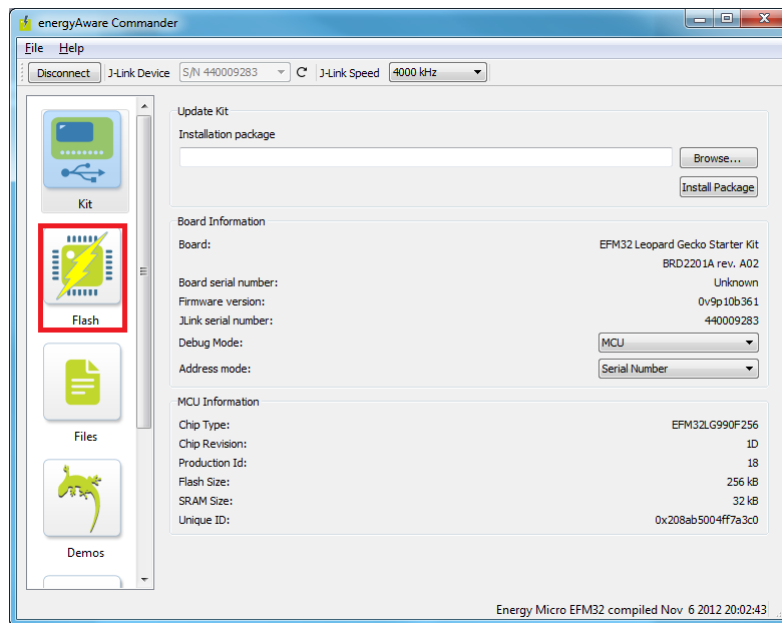 energyAware Commander
File Help
Disconnect J-Link Device S/N 440009283 J-Link Speed 4000 kHz
Kit
Flash
Files
Demos
Update Kit
Installation package
Browse...
Install Package
Board Information
Board: EFM32 Leopard Gecko Starter Kit
BRD2201A rev. A02
Board serial number: Unknown
Firmware version: 0v9p10b361
JLink serial number: 440009283
Debug Mode: MCU
Address mode: Serial Number
MCU Information
Chip Type: EFM32LG990F256
Chip Revision: 1D
Production Id: 18
Flash Size: 256 kB
SRAM Size: 32 kB
Unique ID: 0x208ab5004ff7a3c0
Energy Micro EFM32 compiled Nov 6 2012 20:02:43